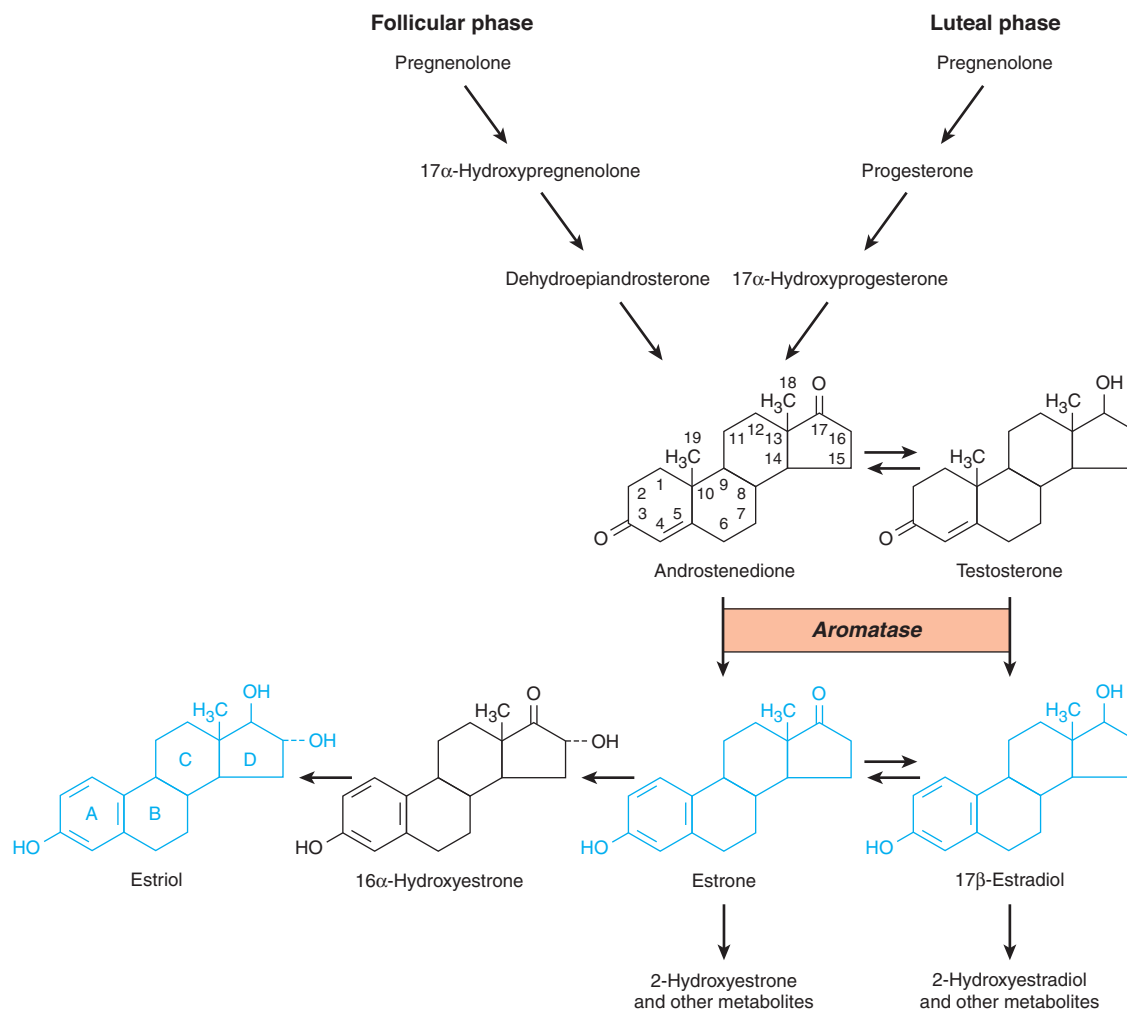 Follicular phase
Luteal phase
Pregnenolone
Pregnenolone
17α-Hydroxypregnenolone
Progesterone
Dehydroepiandrosterone
17α-Hydroxyprogesterone
18
O
H3C
OH
H3C
12
13
17
16
11
19
H3C
14
15
H3C
1
9
10
8
2
3
4
5
6
7
O
O
Androstenedione
Testosterone
Aromatase
OH
H3C
OH
C
D
A
B
HO
Estriol
O
H3C
OH
HO
16α-Hydroxyestrone
O
H3C
HO
Estrone
OH
H3C
HO
17β-Estradiol
2-Hydroxyestrone
and other metabolites
2-Hydroxyestradiol
and other metabolites